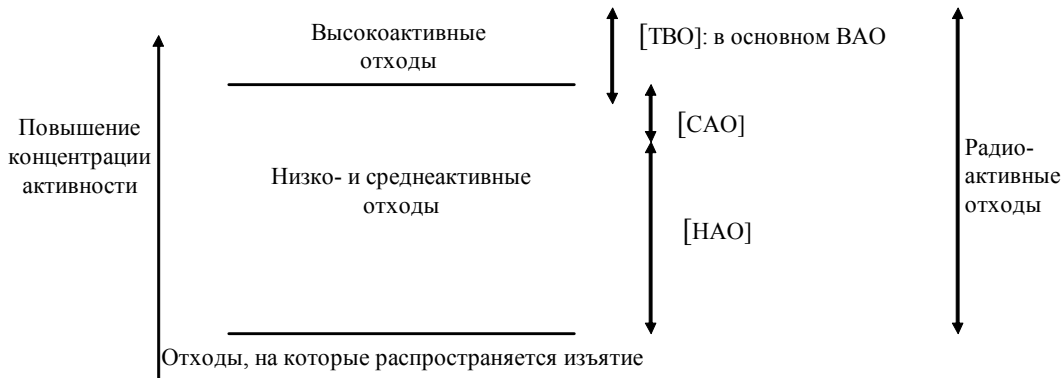 Высокоактивные
отходы
[ТВО]: в основном ВАО
Повышение
концентрации
активности
[САО]
Низко- и среднеактивные
отходы
[НАО]
Радио-
активные
отходы
Отходы, на которые распространяется изъятие